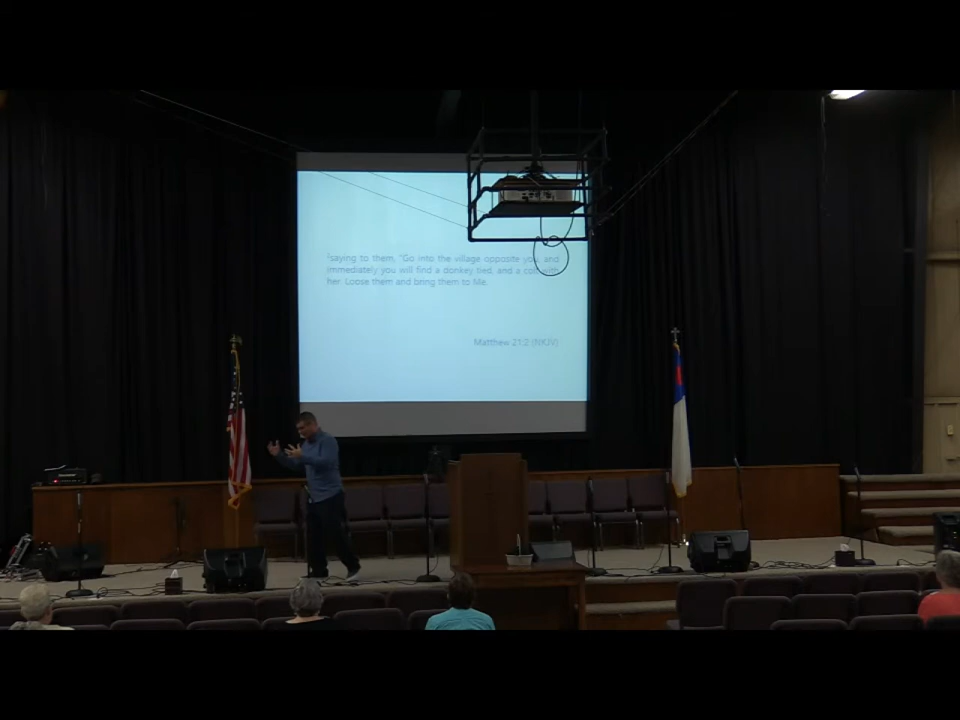 ²saying to them, "Go into the village opposite you, and
immediately you will find a donkey tied, and a colt with
her. Loose them and bring them to Me.
Matthew 21:2 (NKJV)